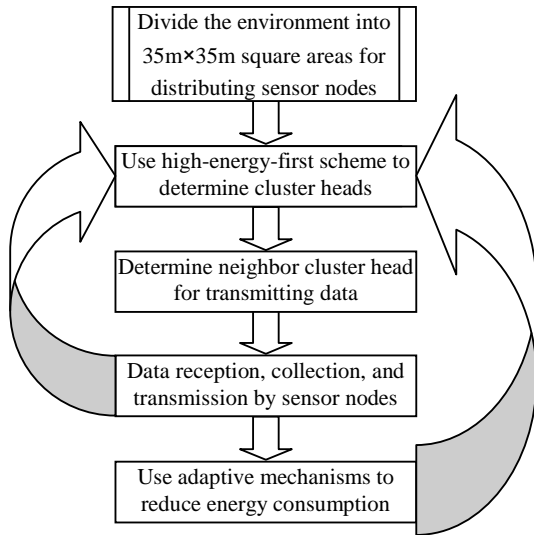 Divide the environment into
35m×35m square areas for
distributing sensor nodes
Use high-energy-first scheme to
determine cluster heads
Determine neighbor cluster head
for transmitting data
Data reception, collection, and
transmission by sensor nodes
Use adaptive mechanisms to
reduce energy consumption